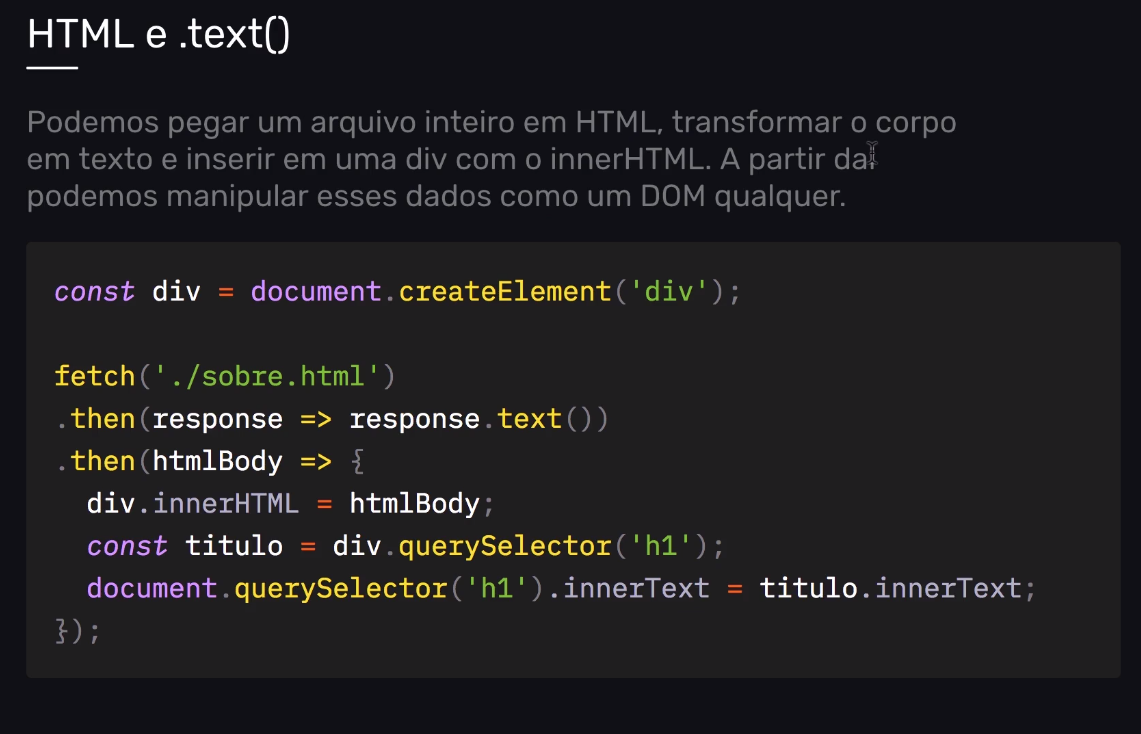 HTML e .text()
Podemos pegar um arquivo inteiro em HTML, transformar o corpo
em texto e inserir em uma div com o innerHTML. A partir daí
podemos manipular esses dados como um DOM qualquer.
const div = document.createElement('div');
fetch('./sobre.html')
.then(response => response.text())
.then(htmlBody => {
  div.innerHTML = htmlBody;
  const titulo = div.querySelector('h1');
  document.querySelector('h1').innerText = titulo.innerText;
});